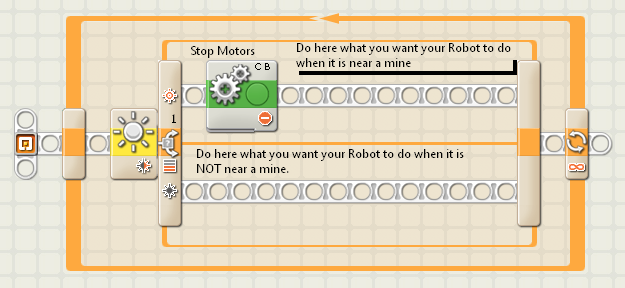 Stop Motors
C B
Do here what you want your Robot to do
when it is near a mine
1
Do here what you want your Robot to do when it is
NOT near a mine.